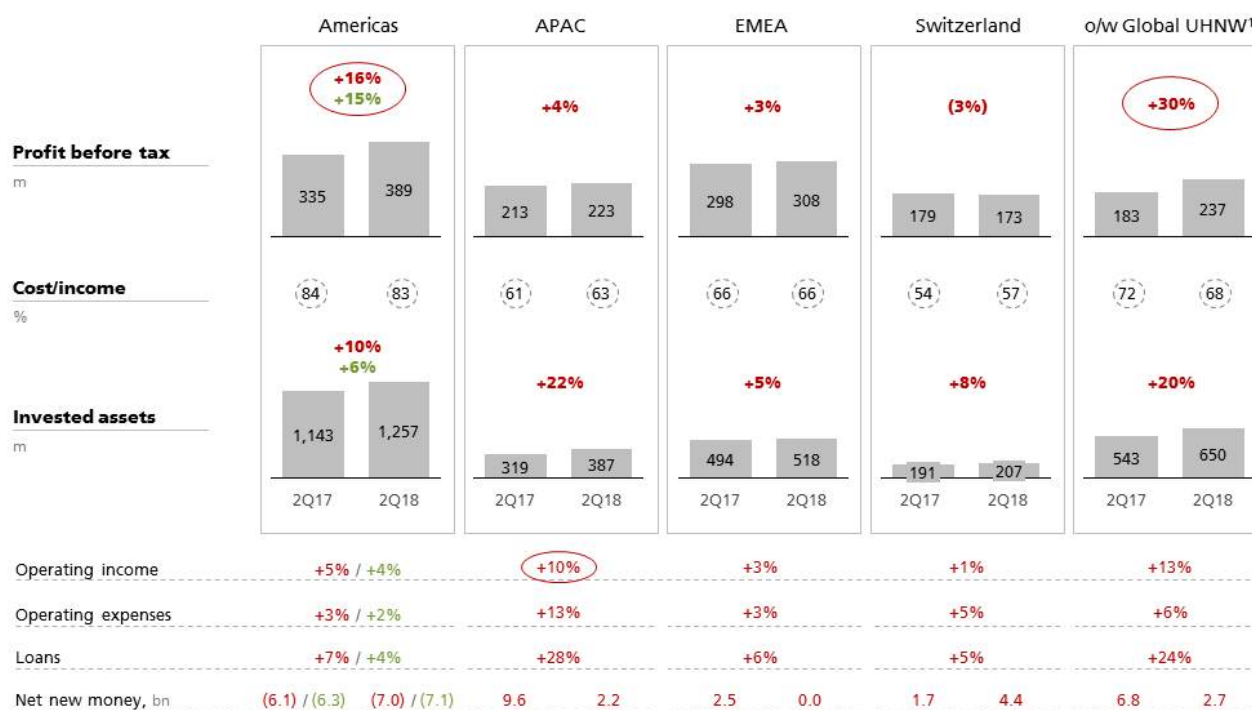 Americas APAC EMEA Switzerland o/w Global UHNW¹
+16%
+15% +4% +3% (3%) +30%
Profit before tax
m
335 389 213 223 298 308 179 173 183 237
Cost/income
%
84 83 61 63 66 66 54 57 72 68
+10%
+6% +22% +5% +8% +20%
Invested assets
m
1,143 1,257 319 387 494 518 191 207 543 650
2Q17 2Q18 2Q17 2Q18 2Q17 2Q18 2Q17 2Q18 2Q17 2Q18
Operating income +5% / +4% +10% +3% +1% +13%
Operating expenses +3% / +2% +13% +3% +5% +6%
Loans +7% / +4% +28% +6% +5% +24%
Net new money, bn (6.1) / (6.3) (7.0) / (7.1) 9.6 2.2 2.5 0.0 1.7 4.4 6.8 2.7